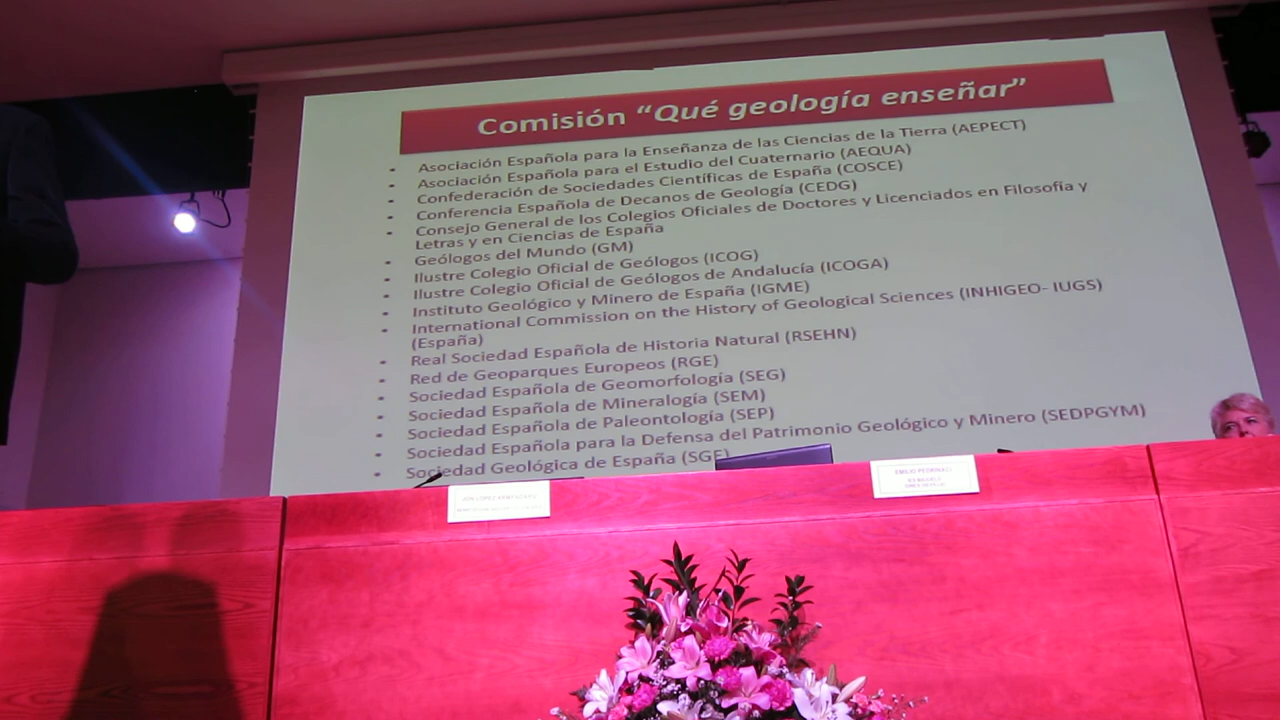 Comisión “Qué geología enseñar”
• Asociación Española para la Enseñanza de las Ciencias de la Tierra (AEPECT)
• Asociación Española para el Estudio del Cuaternario (AEQUA)
• Confederación de Sociedades Científicas de España (COSCE)
• Conferencia Española de Decanos de Geología (CEDG)
• Consejo General de los Colegios Oficiales de Doctores y Licenciados en Filosofía y
Letras y en Ciencias de España
• Geólogos del Mundo (GM)
• Ilustre Colegio Oficial de Geólogos (ICOG)
• Ilustre Colegio Oficial de Geólogos de Andalucía (ICOGA)
• Instituto Geológico y Minero de España (IGME)
• International Commission on the History of Geological Sciences (INHIGEO- IUGS)
(España)
• Real Sociedad Española de Historia Natural (RSEHN)
• Red de Geoparques Europeos (RGE)
• Sociedad Española de Geomorfología (SEG)
• Sociedad Española de Mineralogía (SEM)
• Sociedad Española de Paleontología (SEP)
• Sociedad Española para la Defensa del Patrimonio Geológico y Minero (SEDPGYM)
• Sociedad Geológica de España (SGE)
EMILIO PEDRINACI